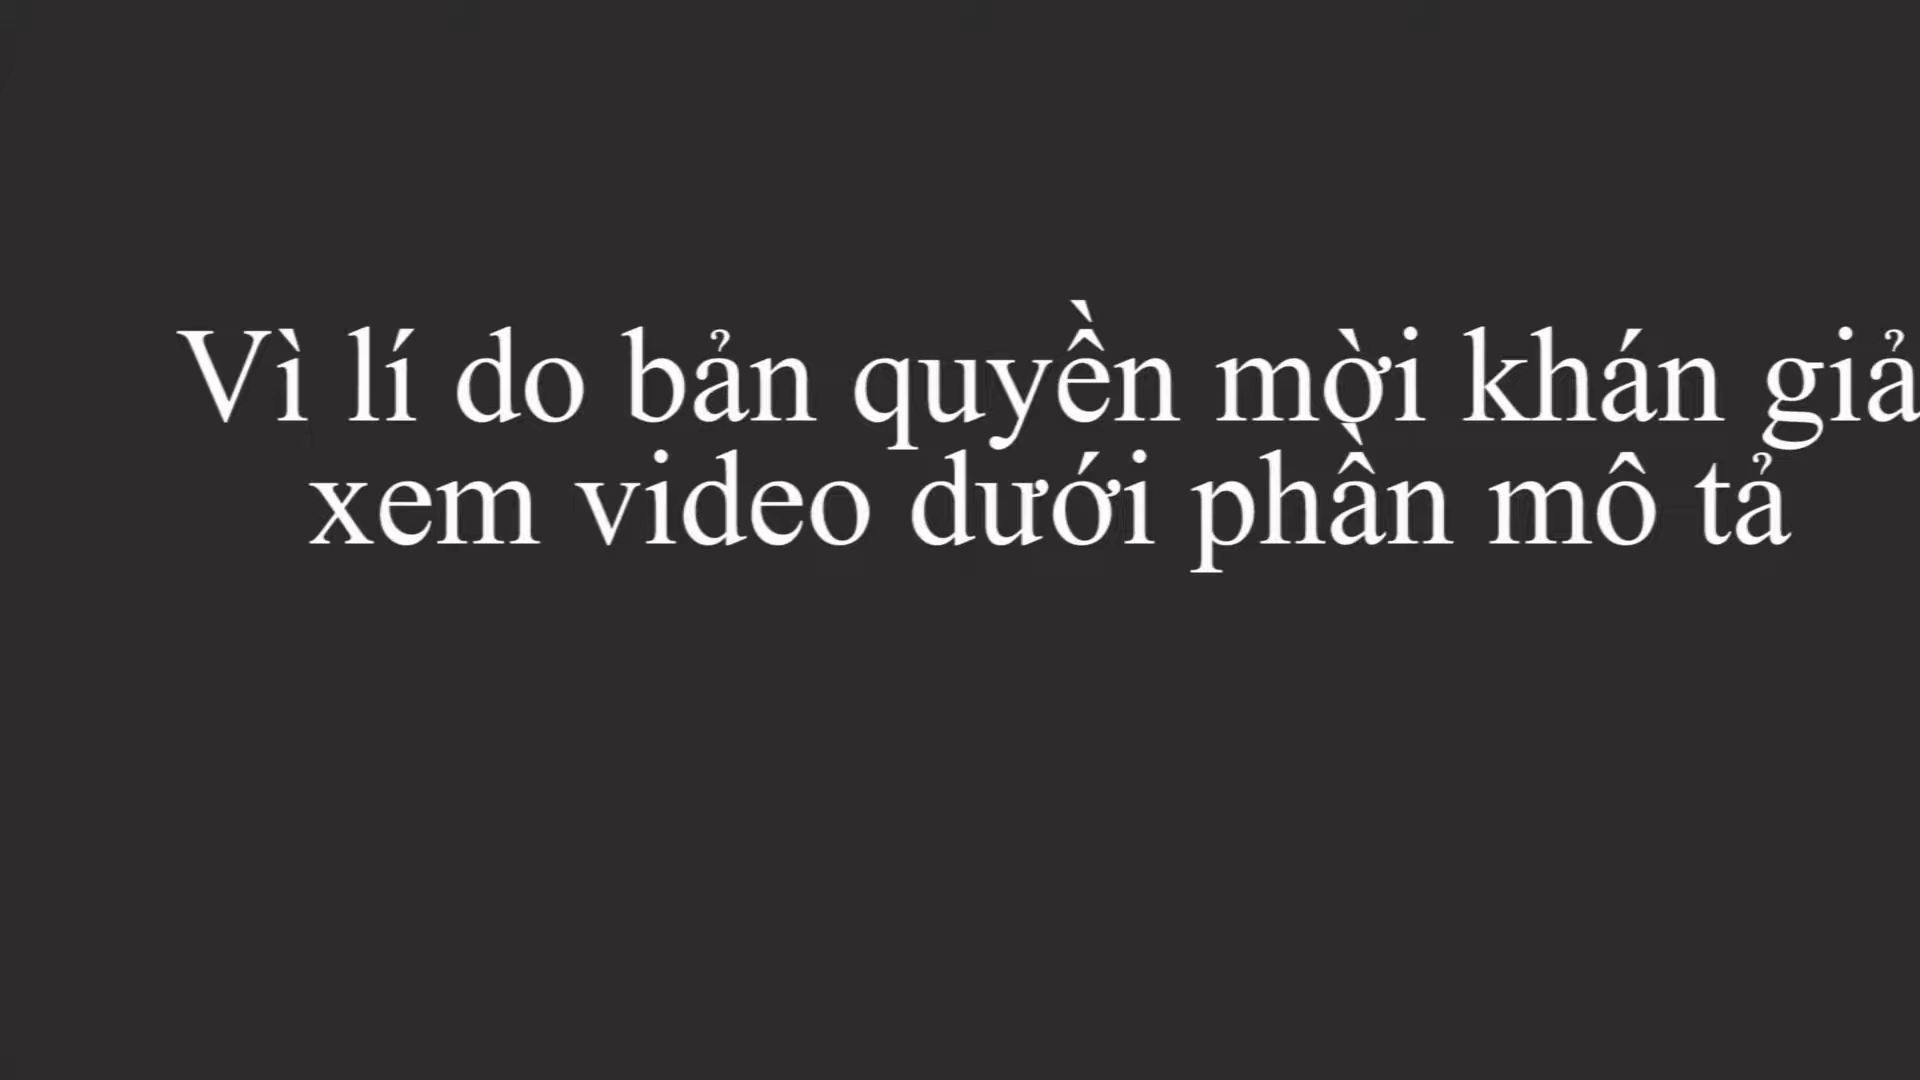 Vì lí do bản quyền mời khán giả
xem video dưới phần mô tả